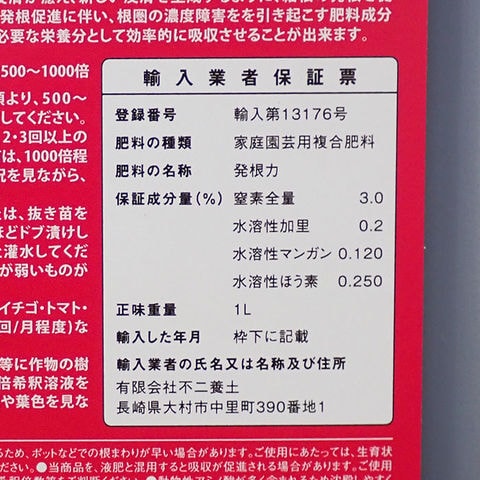 発根促進に伴い、根圏の濃度障害をを引き起こす肥料成分
必要な栄養分として効率的に吸収させることが出来ます。
500〜1000倍
頃より、500〜
してください。
2・3回以上の
ては、1000倍程
況を見ながら、
には、抜き苗を
ほどドブ漬けし
と灌水してくだ
が弱いものが
イチゴ・トマト・
回/月程度)な
等に作物の樹
倍希釈溶液を
や葉色を見な
輸入業者保証票
登録番号 輸入第13176号
肥料の種類 家庭園芸用複合肥料
肥料の名称 発根力
保証成分量(%) 窒素全量 3.0
水溶性加里 0.2
水溶性マンガン 0.120
水溶性ほう素 0.250
正味重量 1L
輸入した年月 枠下に記載
輸入業者の氏名又は名称及び住所
有限会社不二養土
長崎県大村市中里町390番地1
るため、ポットなどでの根まわりが早い場合があります。ご使用にあたっては、生育状
ください。●当商品を、液肥と混用すると吸収が促進される場合があります。ご使用